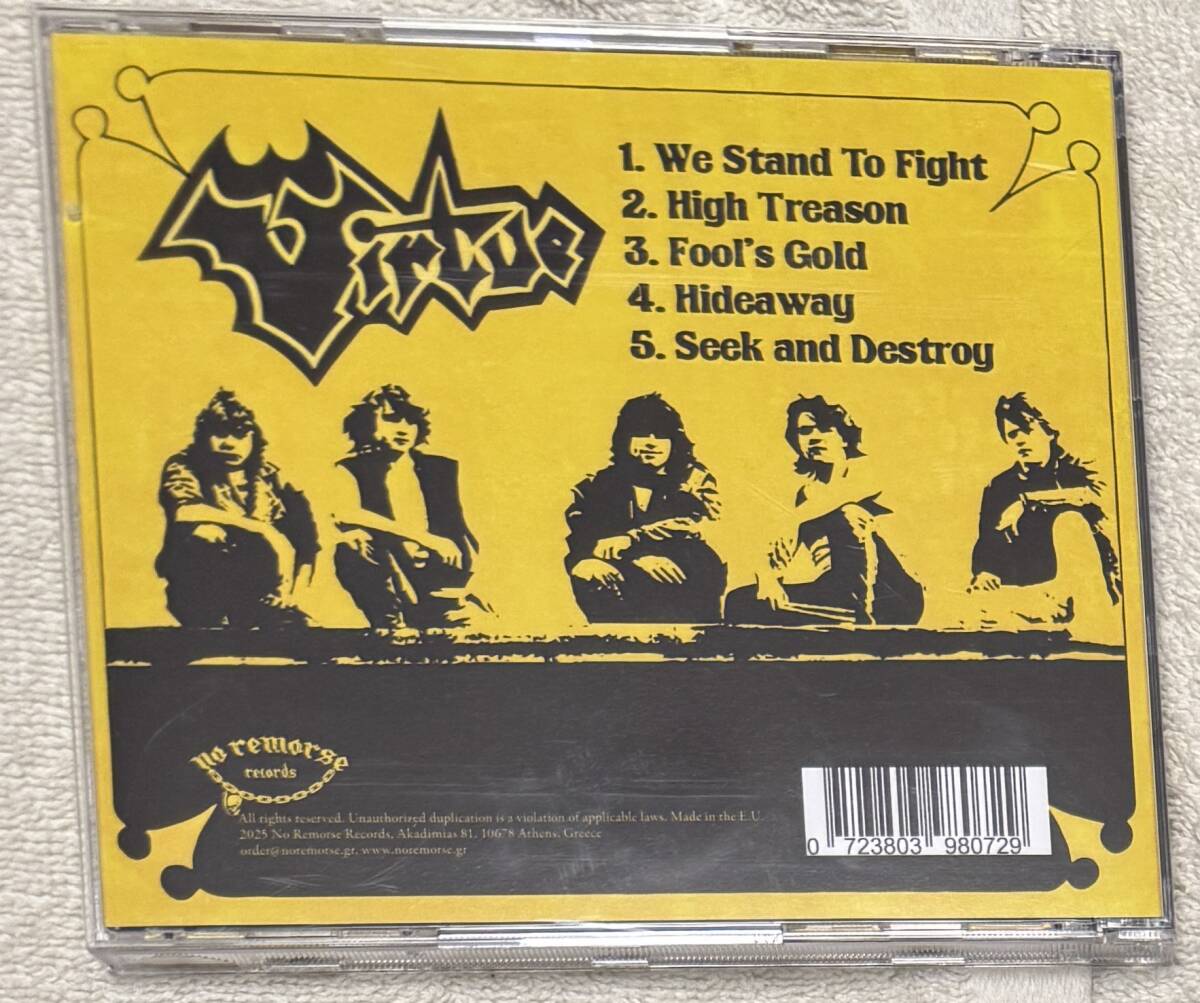 Virtue
1. We Stand To Fight
2. High Treason
3. Fool's Gold
4. Hideaway
5. Seek and Destroy
no remorse
records
All rights reserved. Unauthorized duplication is a violation of applicable laws. Made in the E.U.
2025 No Remorse Records, Akadimias 81, 10678 Athens, Greece
order@noremorse.gr, www.noremorse.gr
0 723803 980729